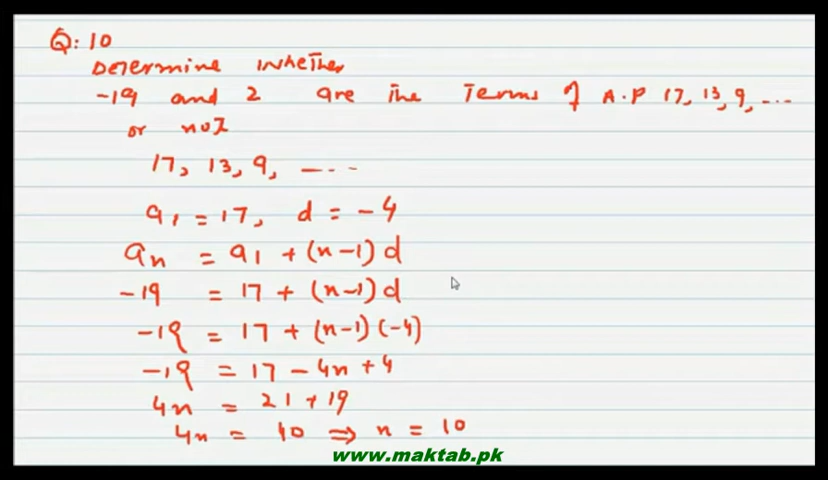 Q: 10
Determine whether
-19 and 2 are the Terms of A.P 17, 13, 9, ....
or not
17, 13, 9, ----
a₁ = 17, d = -4
aₙ = a₁ + (n-1) d
-19 = 17 + (n-1) d
-19 = 17 + (n-1) (-4)
-19 = 17 - 4n + 4
4n = 21 + 19
4n = 40 ⇒ n = 10
www.maktab.pk